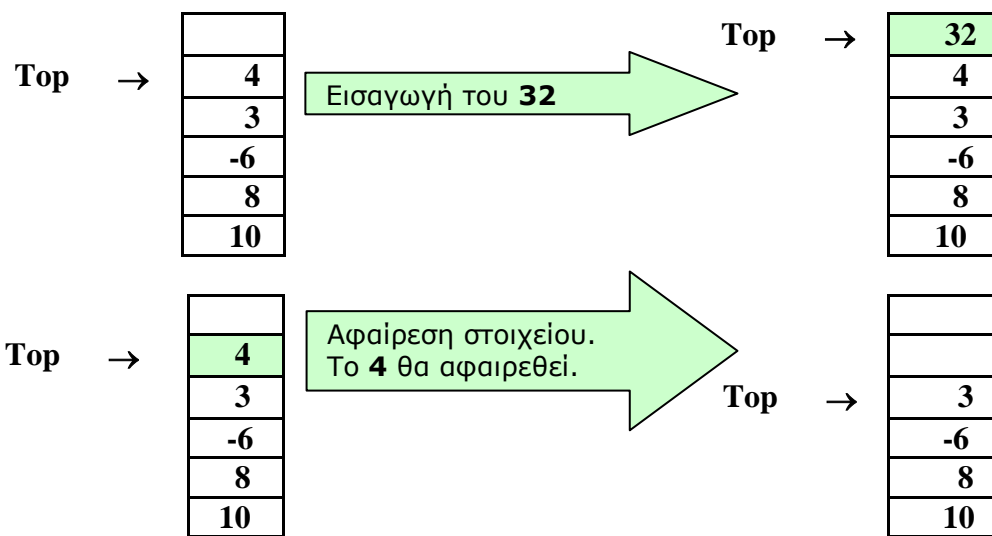 Top → 32
Top → 4 4
Εισαγωγή του 32
3 3
-6 -6
8 8
10 10
Αφαίρεση στοιχείου.
Το 4 θα αφαιρεθεί.
Top → 4
3 Top → 3
-6 -6
8 8
10 10